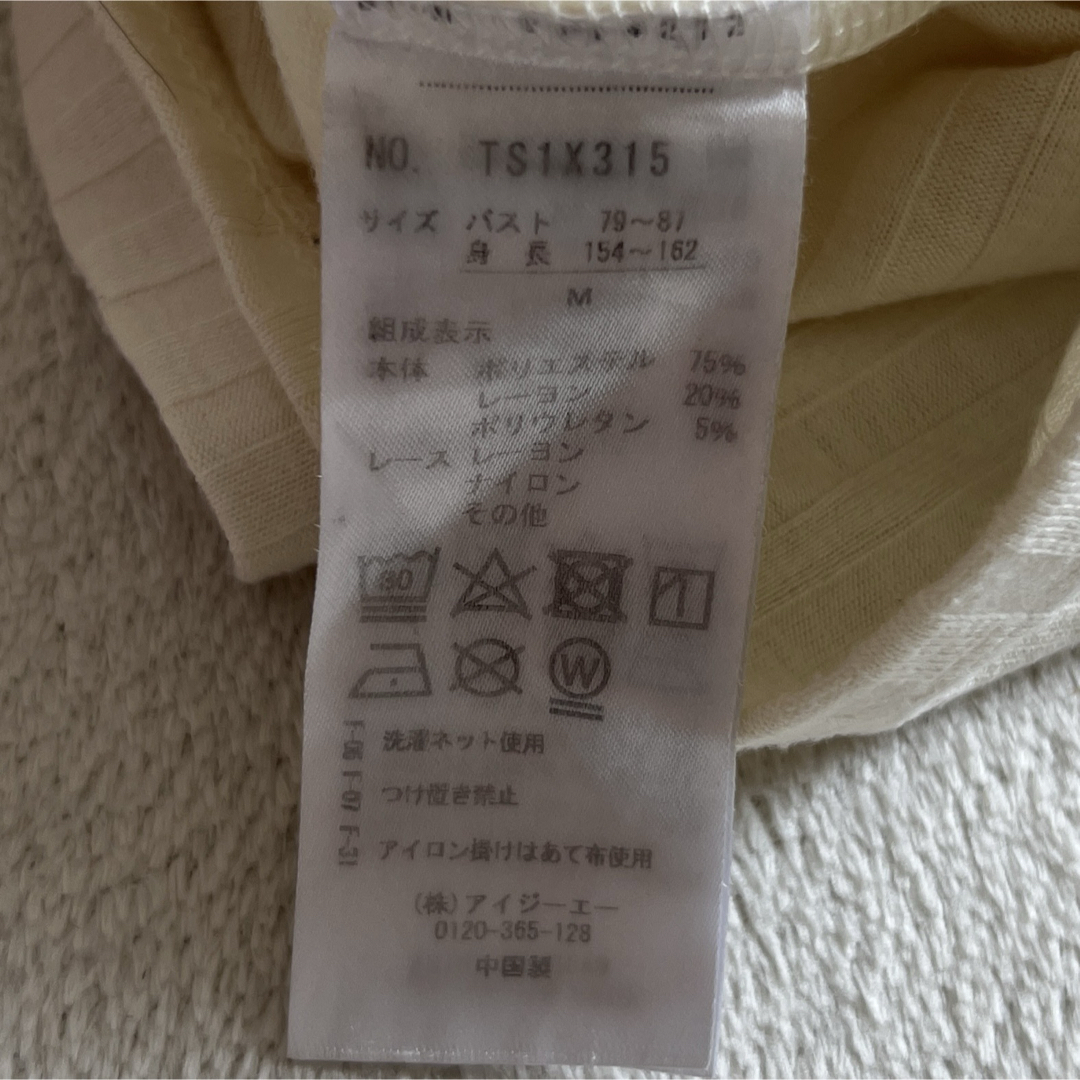 NO. TS1X315
サイズ バスト 79～87
身 長 154～162
M
組成表示
本体 ポリエステル 75%
レーヨン 20%
ポリウレタン 5%
レース レーヨン
ナイロン
その他
30
W
洗濯ネット使用
つけ置き禁止
アイロン掛けはあて布使用
F-06 F-07 F-31
(株)アイジーエー
0120-365-128
中国製